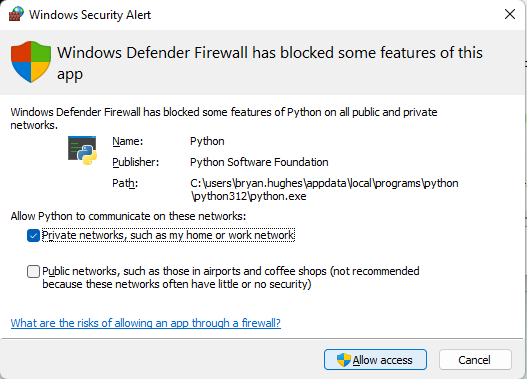 Windows Security Alert
Windows Defender Firewall has blocked some features of this
app
Windows Defender Firewall has blocked some features of Python on all public and private
networks.
Name: Python
Publisher: Python Software Foundation
Path: C:\users\bryan.hughes\appdata\local\programs\python
\python312\python.exe
Allow Python to communicate on these networks:
Private networks, such as my home or work network
Public networks, such as those in airports and coffee shops (not recommended
because these networks often have little or no security)
What are the risks of allowing an app through a firewall?
Allow access Cancel